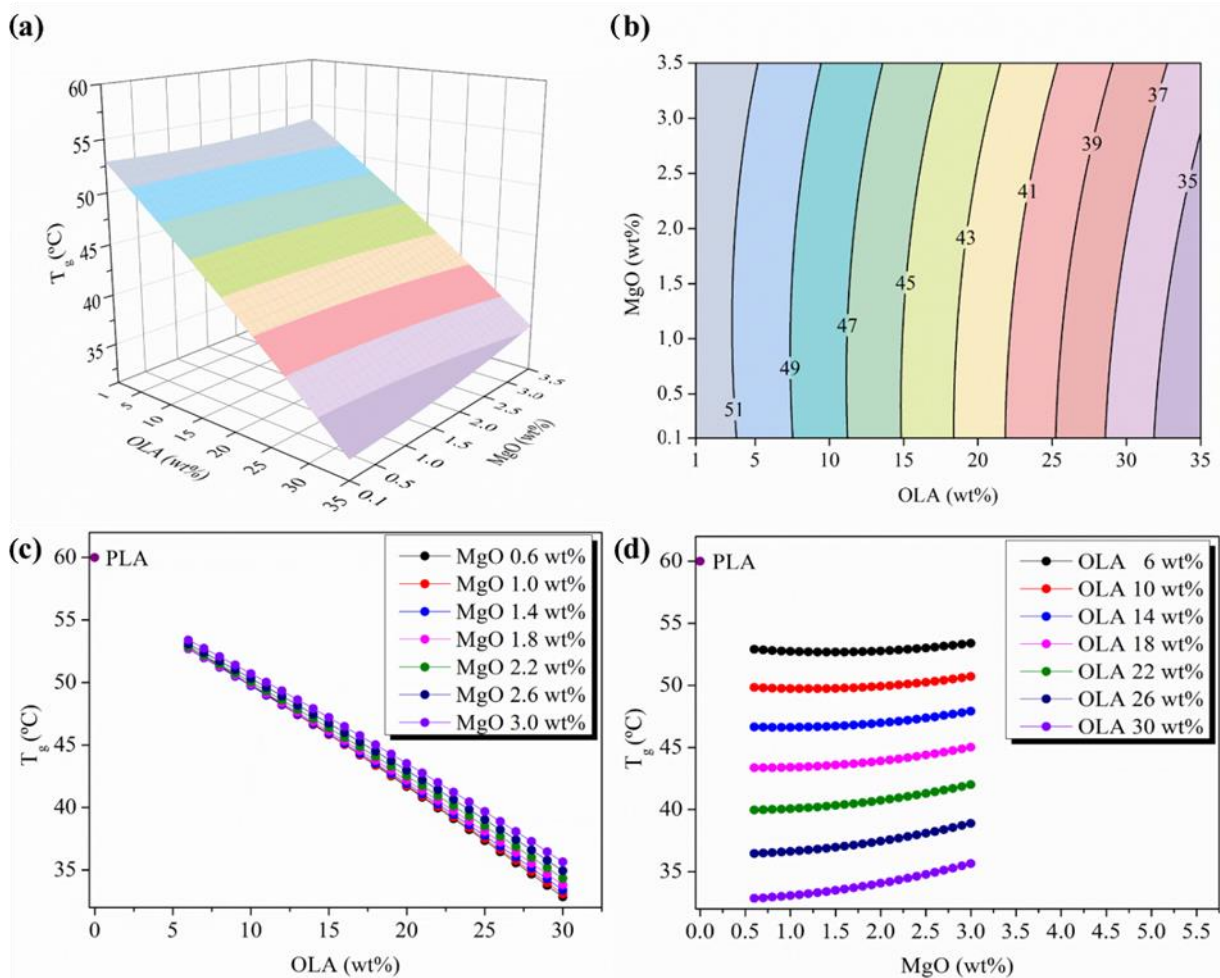 (a)
60
55
50
45
40
35
T_g (ºC)
1
5
10
15
20
25
30
35
OLA (wt%)
0.1
0.5
1.0
1.5
2.0
2.5
3.0
3.5
MgO (wt%)
(b)
3.5
3.0
2.5
2.0
1.5
1.0
0.5
0.1
MgO (wt%)
51
49
47
45
43
41
39
37
35
1 5 10 15 20 25 30 35
OLA (wt%)
(c)
60
55
50
45
40
35
T_g (ºC)
PLA
MgO 0.6 wt%
MgO 1.0 wt%
MgO 1.4 wt%
MgO 1.8 wt%
MgO 2.2 wt%
MgO 2.6 wt%
MgO 3.0 wt%
0 5 10 15 20 25 30
OLA (wt%)
(d)
60
55
50
45
40
35
T_g (ºC)
PLA
OLA 6 wt%
OLA 10 wt%
OLA 14 wt%
OLA 18 wt%
OLA 22 wt%
OLA 26 wt%
OLA 30 wt%
0.0 0.5 1.0 1.5 2.0 2.5 3.0 3.5 4.0 4.5 5.0 5.5
MgO (wt%)